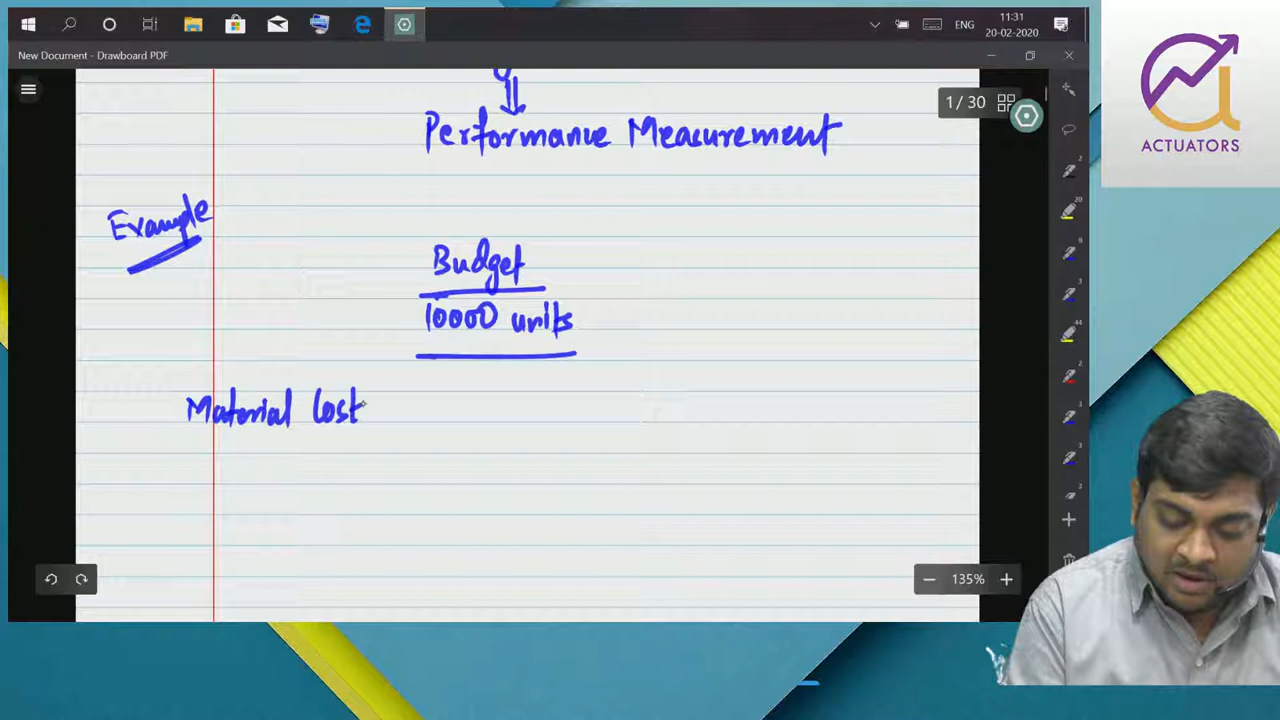 11:31
ENG
20-02-2020
New Document - Drawboard PDF
1 / 30
ACTUATORS
Performance Measurement
Example
Budget
10000 units
Material Cost
135%